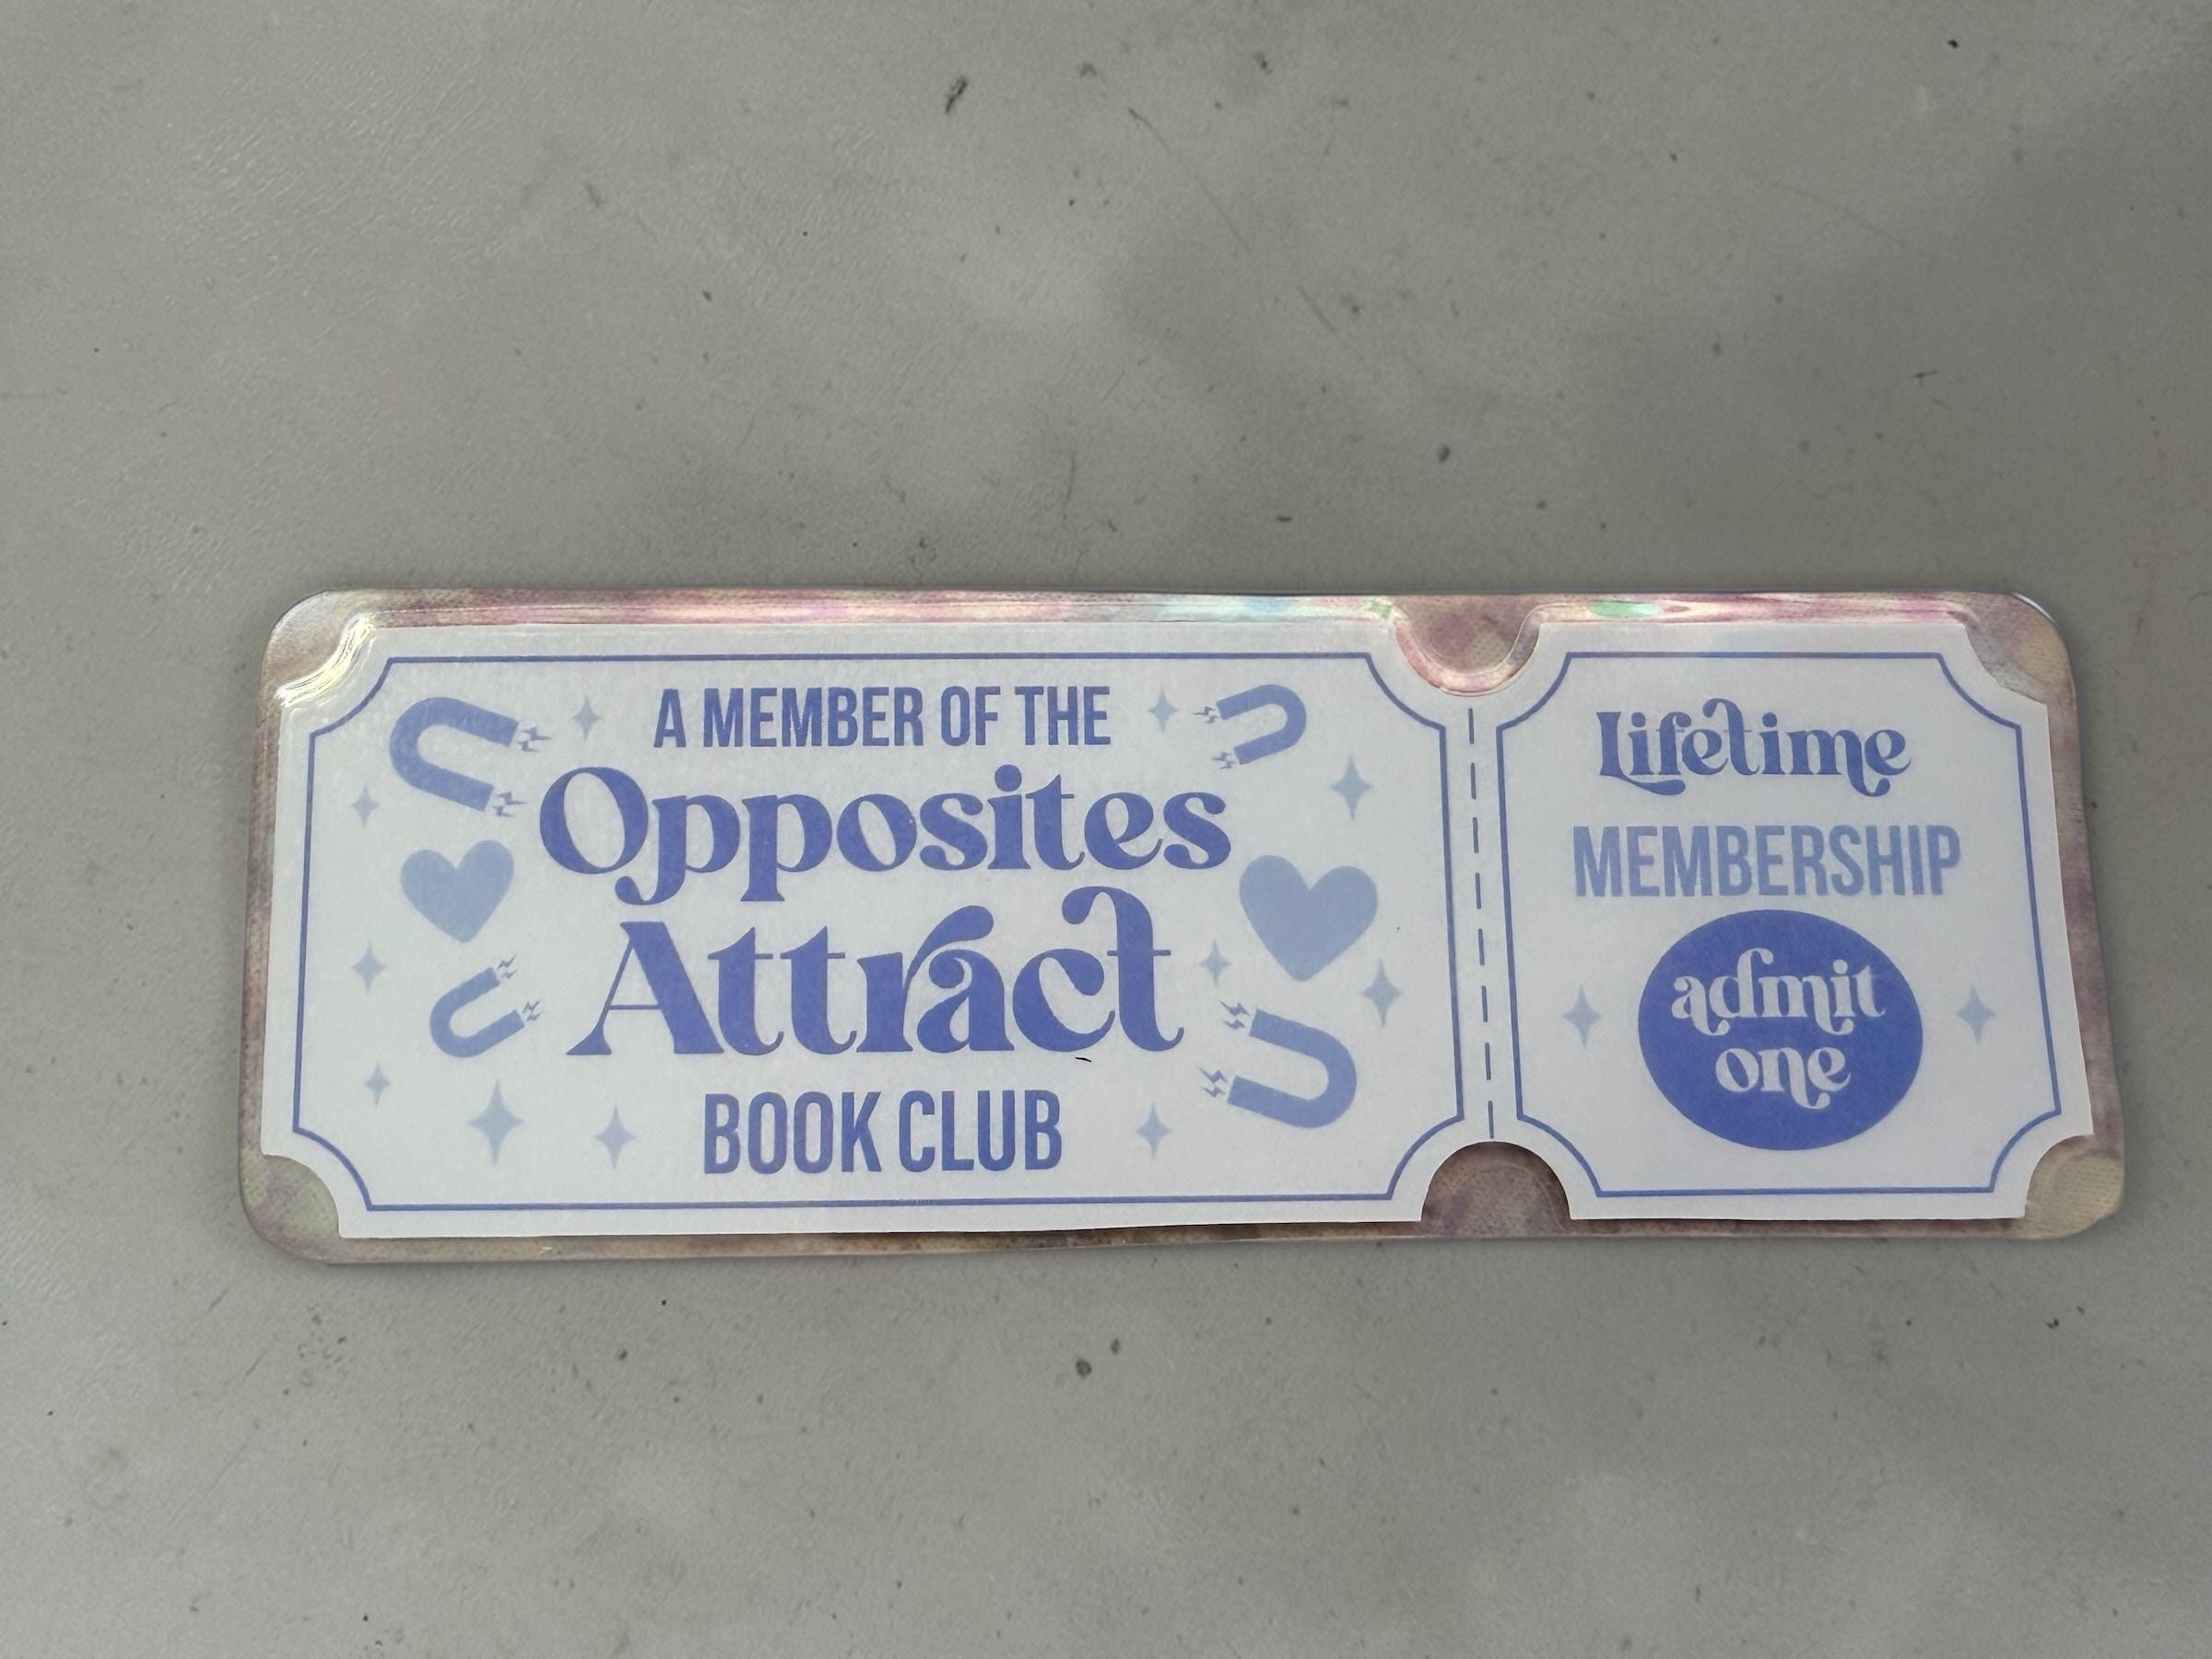 A MEMBER OF THE
Opposites
Attract
BOOK CLUB
Lifetime
MEMBERSHIP
admit
one